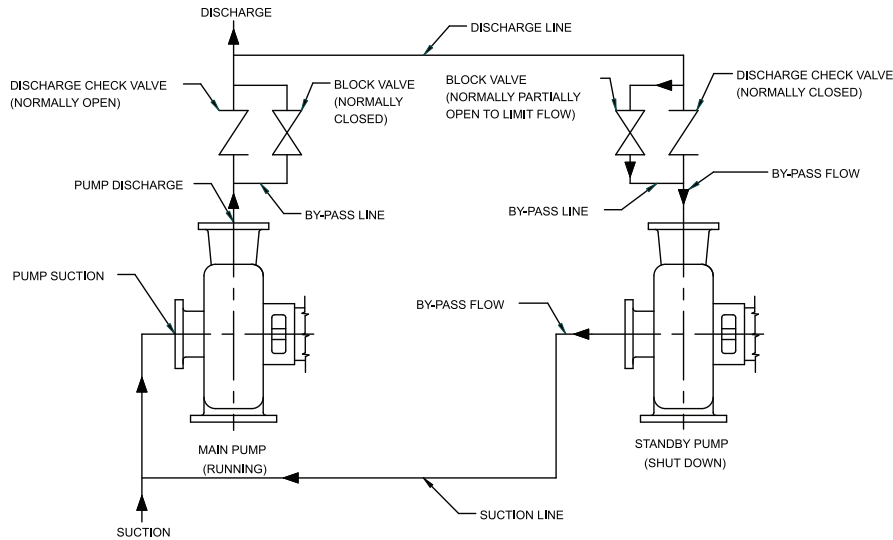 DISCHARGE
DISCHARGE LINE
DISCHARGE CHECK VALVE
(NORMALLY OPEN)
BLOCK VALVE
(NORMALLY
CLOSED)
BLOCK VALVE
(NORMALLY PARTIALLY
OPEN TO LIMIT FLOW)
DISCHARGE CHECK VALVE
(NORMALLY CLOSED)
PUMP DISCHARGE
BY-PASS LINE
BY-PASS LINE
BY-PASS FLOW
PUMP SUCTION
BY-PASS FLOW
MAIN PUMP
(RUNNING)
STANDBY PUMP
(SHUT DOWN)
SUCTION
SUCTION LINE